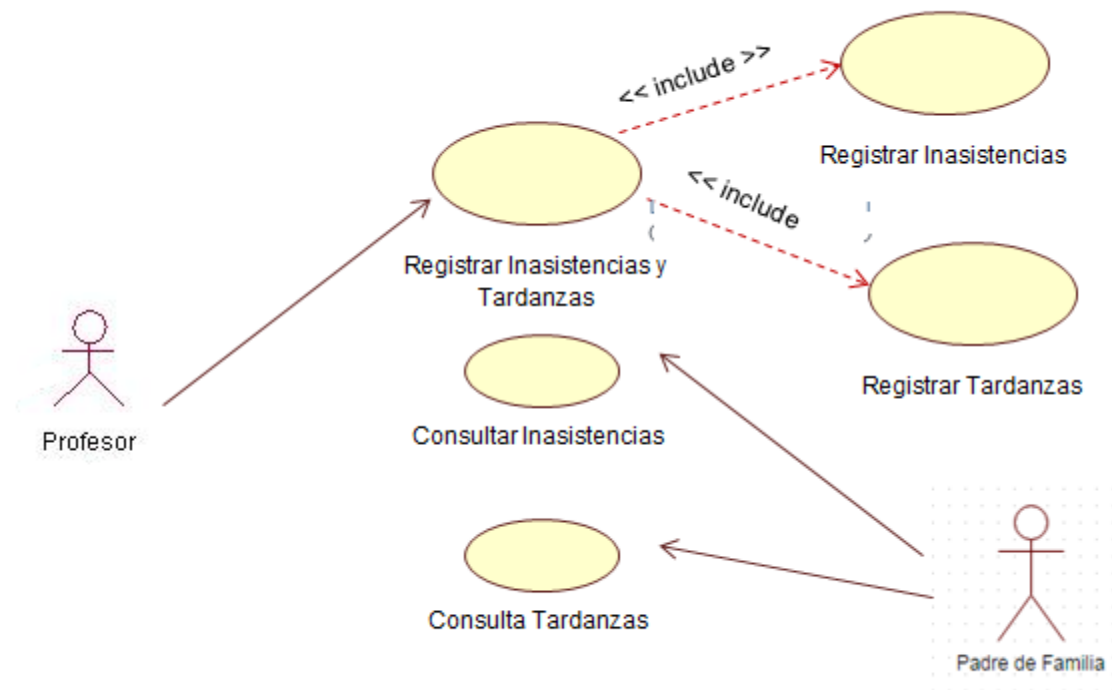 << include >>
Registrar Inasistencias
<< include
Registrar Inasistencias y
Tardanzas
Registrar Tardanzas
Profesor
Consultar Inasistencias
Consulta Tardanzas
Padre de Familia